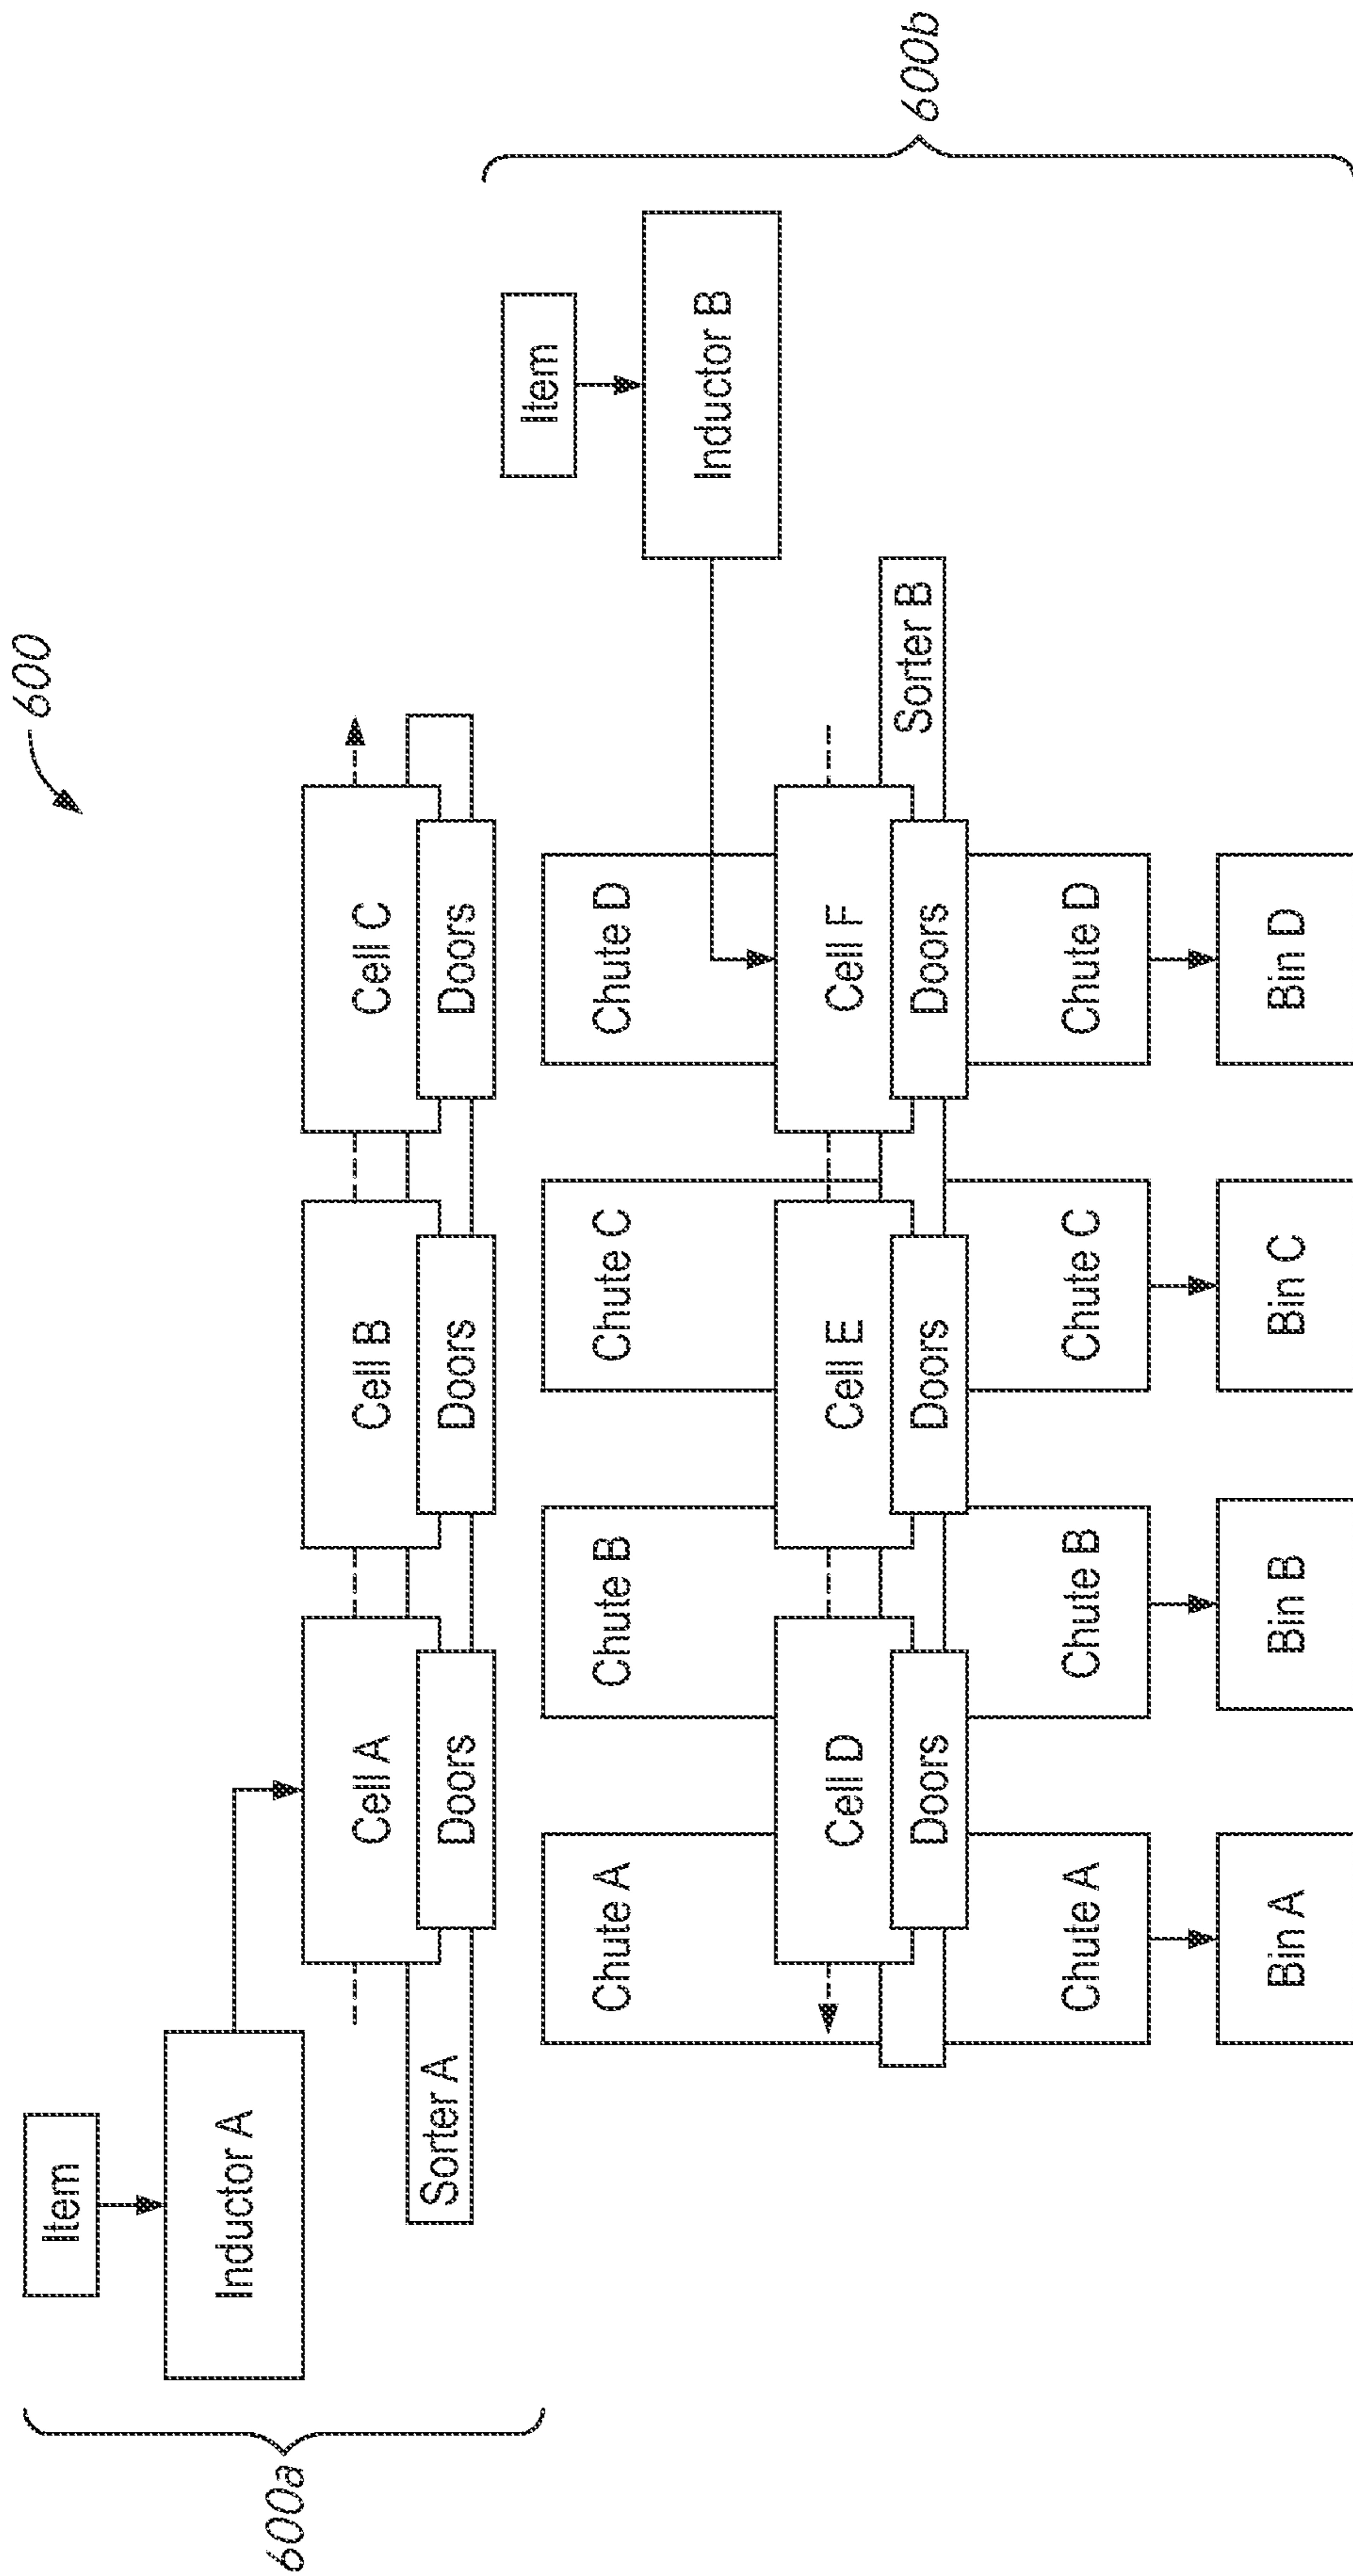 600
600a
Item
Inductor A
Cell A
Cell B
Cell C
Doors
Doors
Doors
Sorter A
600b
Item
Inductor B
Chute A
Chute B
Chute C
Chute D
Cell D
Cell E
Cell F
Doors
Doors
Doors
Sorter B
Chute A
Chute B
Chute C
Chute D
Bin A
Bin B
Bin C
Bin D